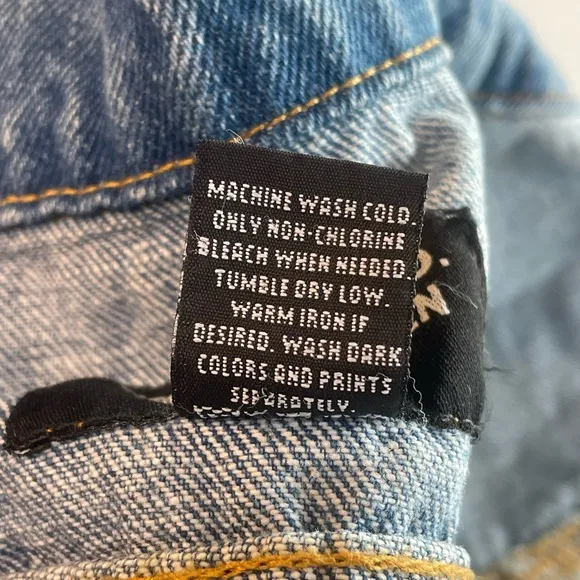 MACHINE WASH COLD.
ONLY NON-CHLORINE
BLEACH WHEN NEEDED.
TUMBLE DRY LOW.
WARM IRON IF
DESIRED. WASH DARK
COLORS AND PRINTS
SEPARATELY.